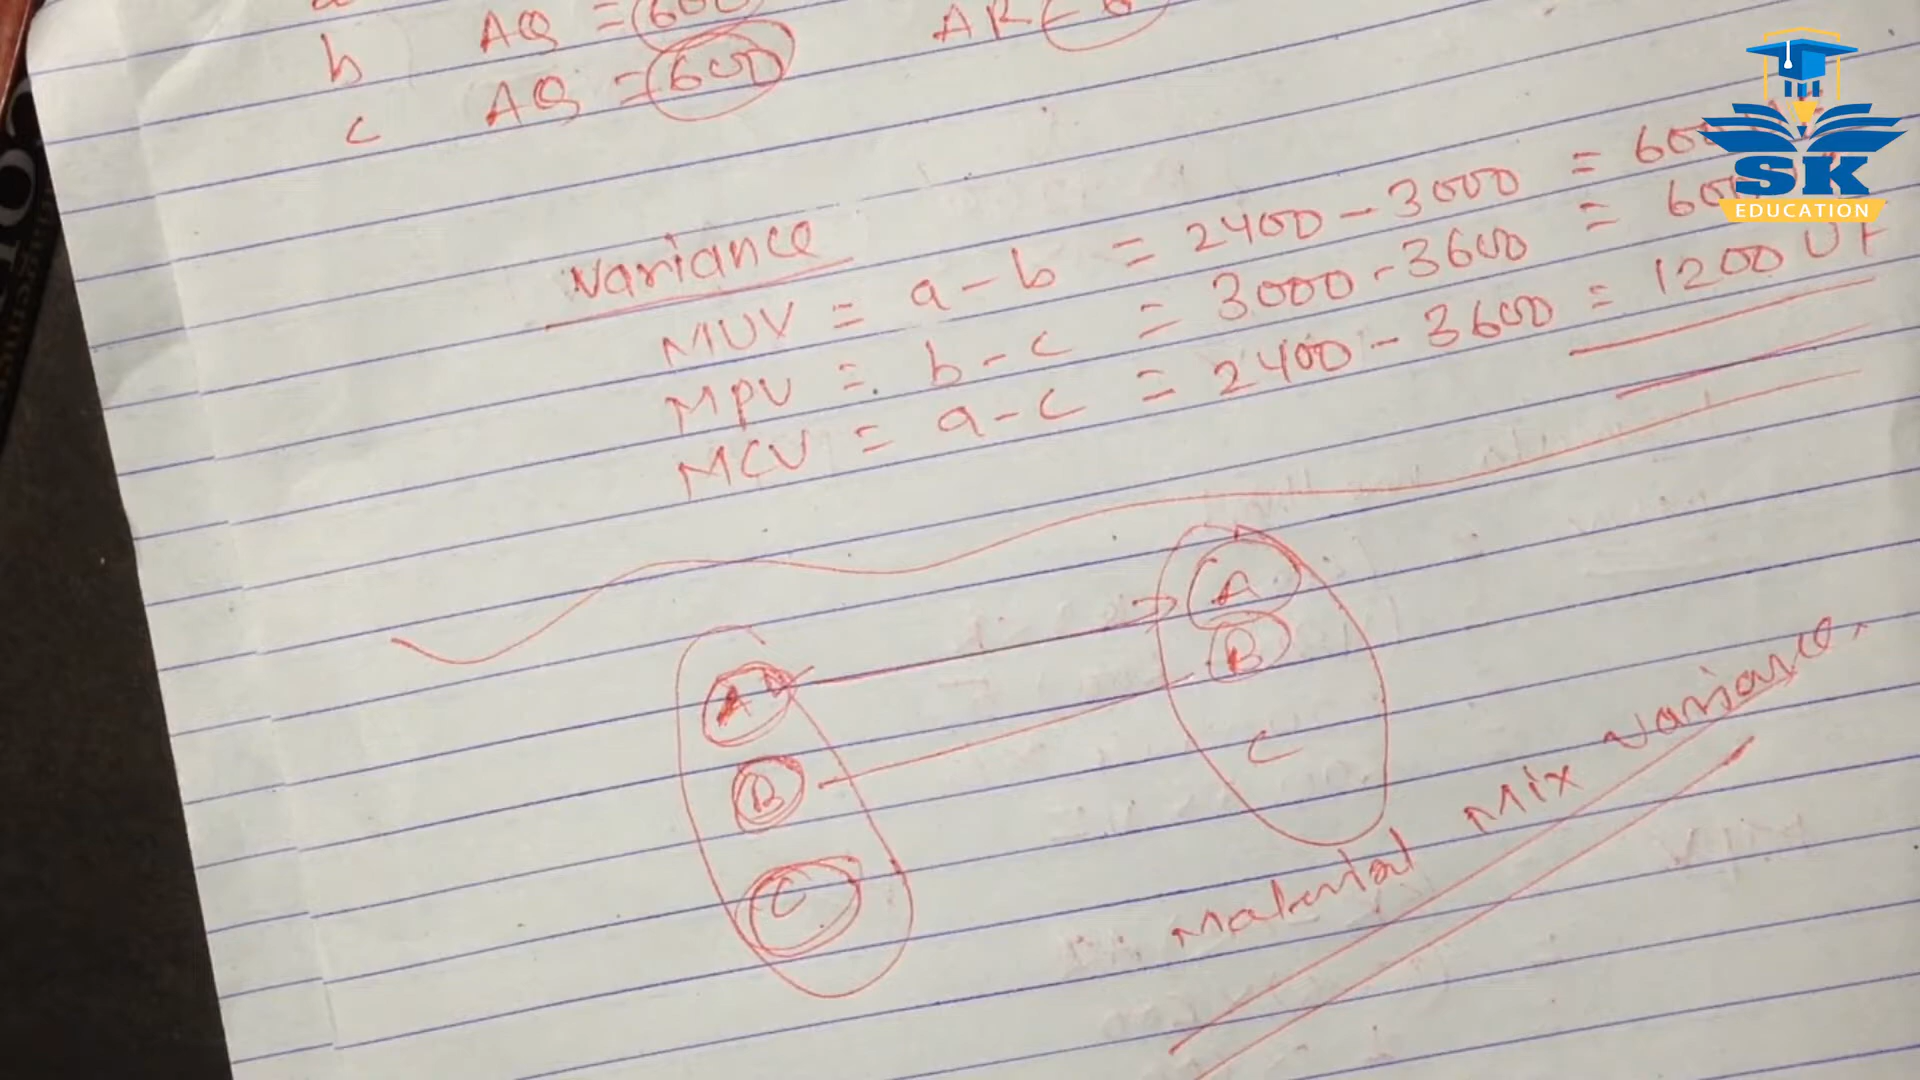 b AQ = 600 AR = 6
c AQ = 600
Variance
MUV = a - b = 2400 - 3000 = 600
MPV = b - c = 3000 - 3600 = 600
MCV = a - c = 2400 - 3600 = 1200 UF
A
B
C
A
B
C
Material Mix Variance.
SK
EDUCATION